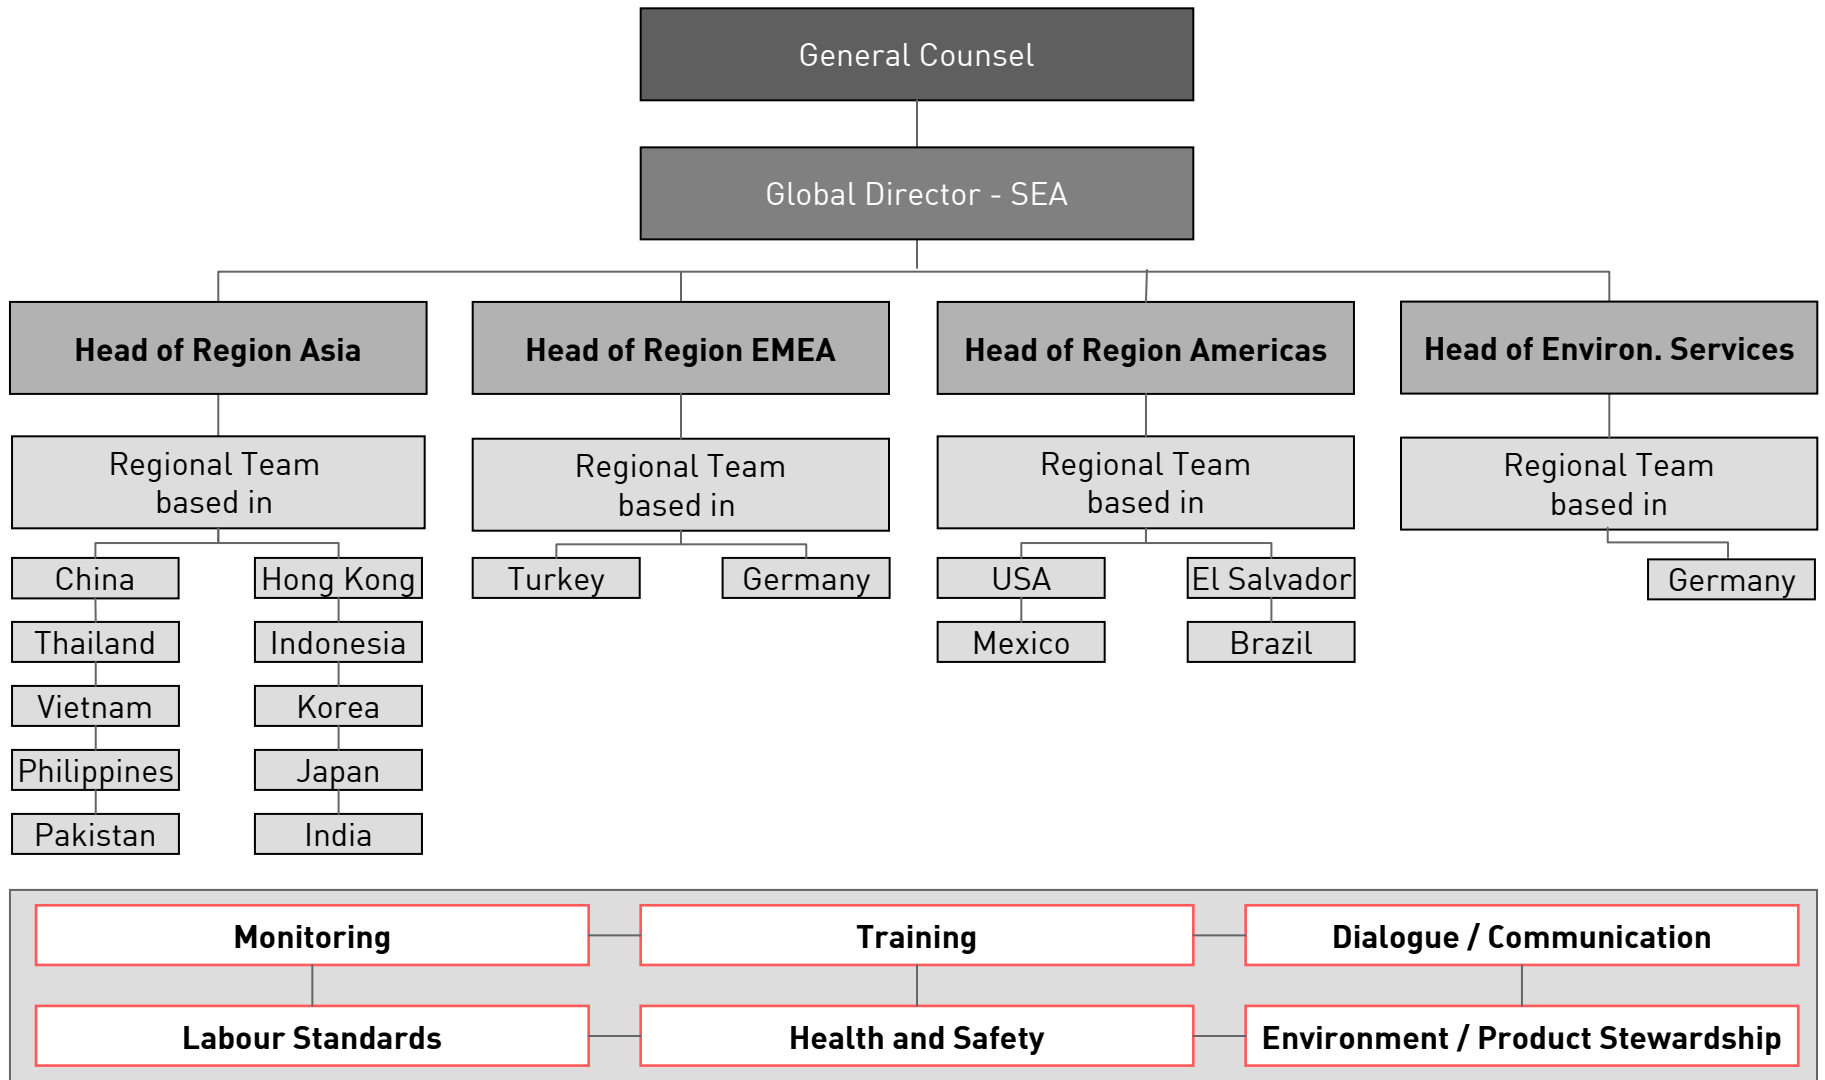 General Counsel
Global Director - SEA
Head of Region Asia
Head of Region EMEA
Head of Region Americas
Head of Environ. Services
Regional Team
based in
Regional Team
based in
Regional Team
based in
Regional Team
based in
China
Hong Kong
Turkey
Germany
USA
El Salvador
Germany
Thailand
Indonesia
Mexico
Brazil
Vietnam
Korea
Philippines
Japan
Pakistan
India
Monitoring
Training
Dialogue / Communication
Labour Standards
Health and Safety
Environment / Product Stewardship